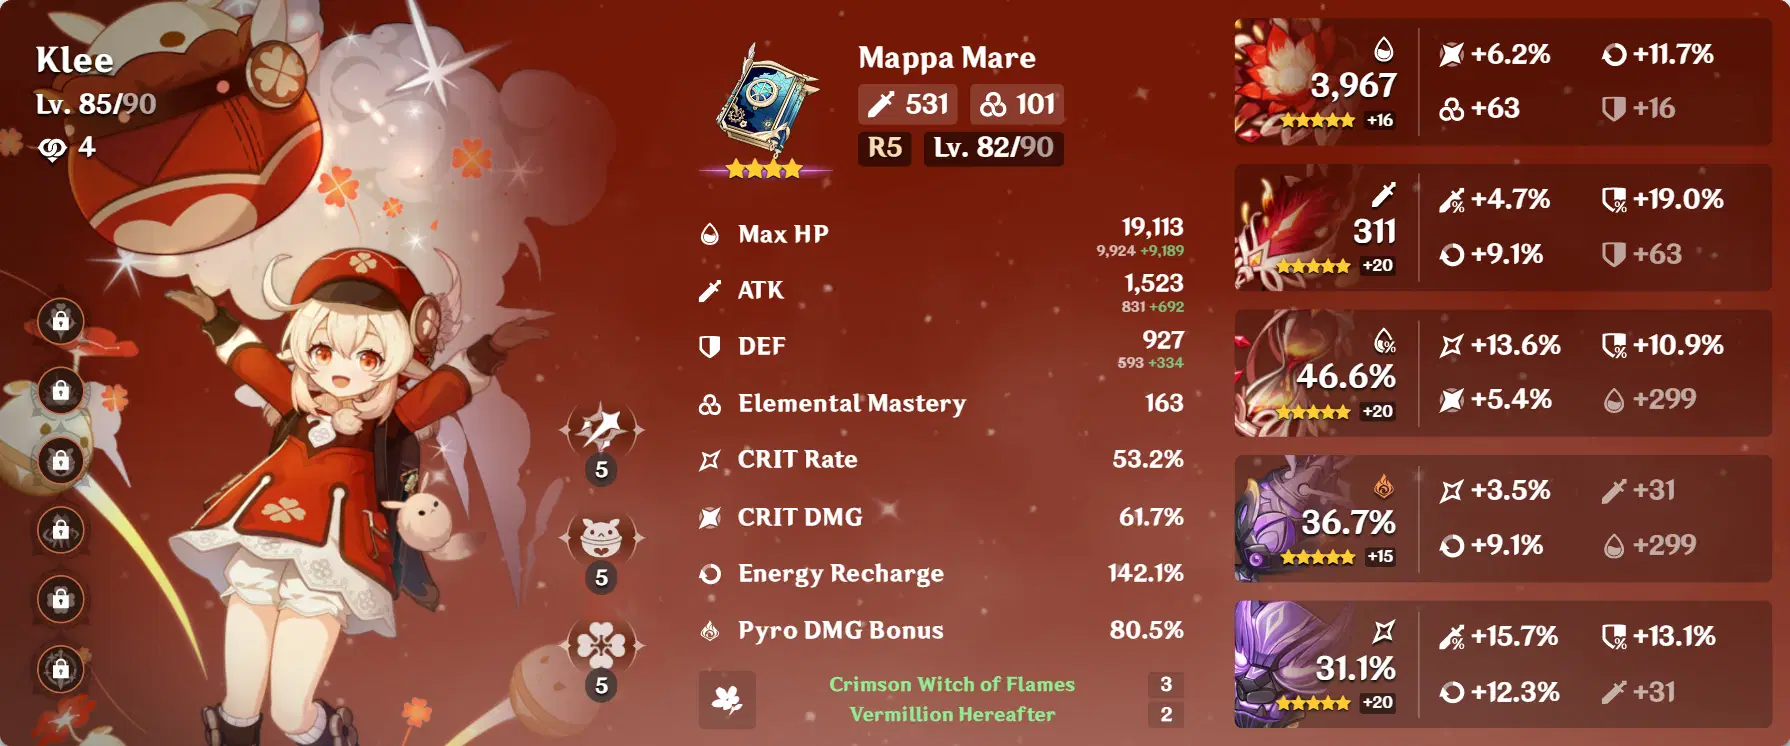 Klee
Lv. 85/90
4
5
5
5
Mappa Mare
531 101
R5 Lv. 82/90
Max HP 19,113
9,924 +9,189
ATK 1,523
831 +692
DEF 927
593 +334
Elemental Mastery 163
CRIT Rate 53.2%
CRIT DMG 61.7%
Energy Recharge 142.1%
Pyro DMG Bonus 80.5%
Crimson Witch of Flames 3
Vermillion Hereafter 2
3,967
+16
+6.2% +11.7%
+63 +16
311
+20
+4.7% +19.0%
+9.1% +63
%
46.6%
+20
+13.6% +10.9%
+5.4% +299
36.7%
+15
+3.5% +31
+9.1% +299
31.1%
+20
+15.7% +13.1%
+12.3% +31